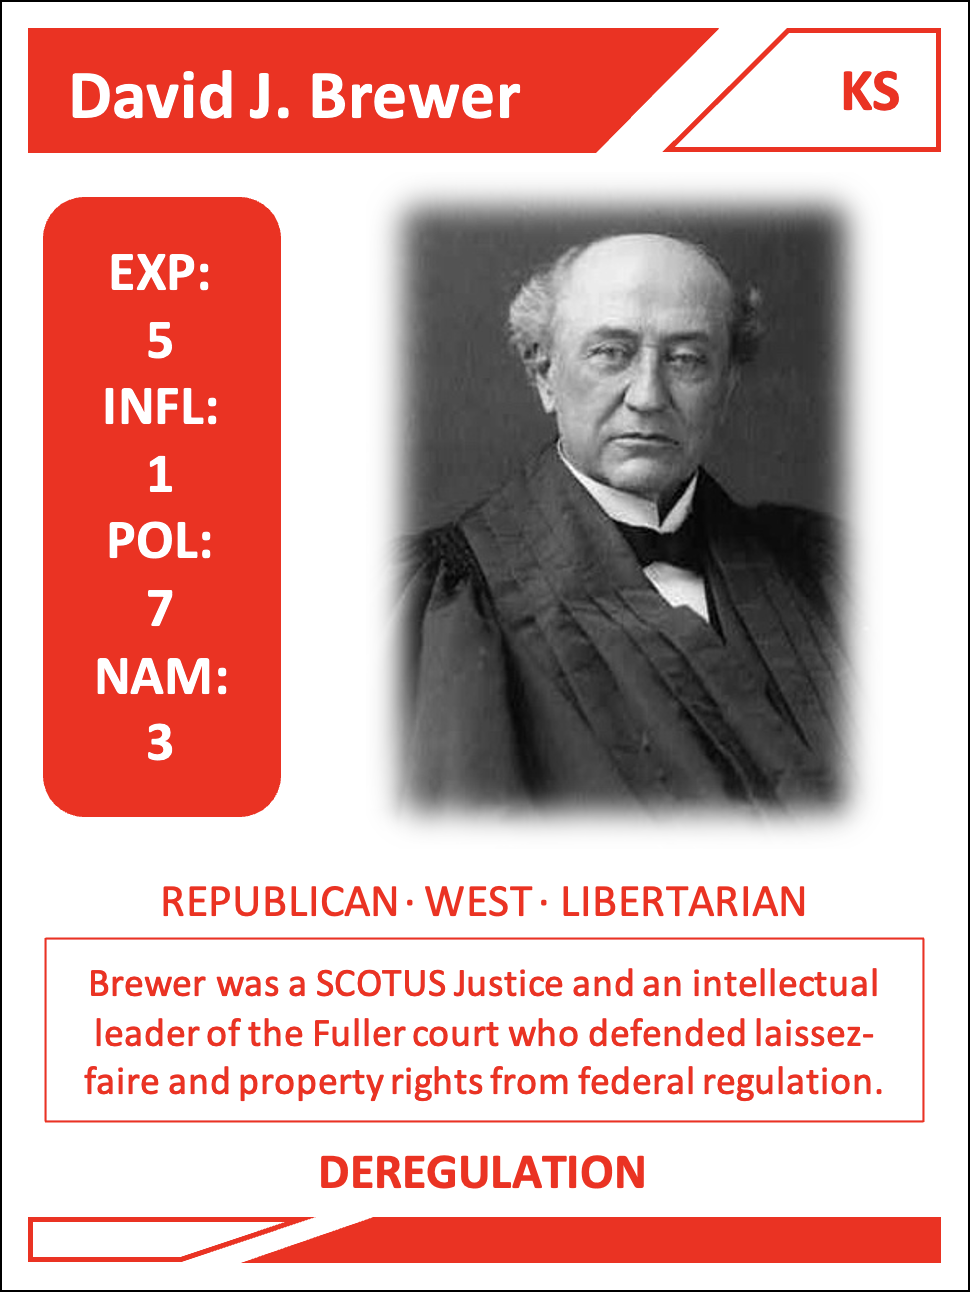 David J. Brewer
KS
EXP:
5
INFL:
1
POL:
7
NAM:
3
REPUBLICAN · WEST · LIBERTARIAN
Brewer was a SCOTUS Justice and an intellectual
leader of the Fuller court who defended laissez-
faire and property rights from federal regulation.
DEREGULATION